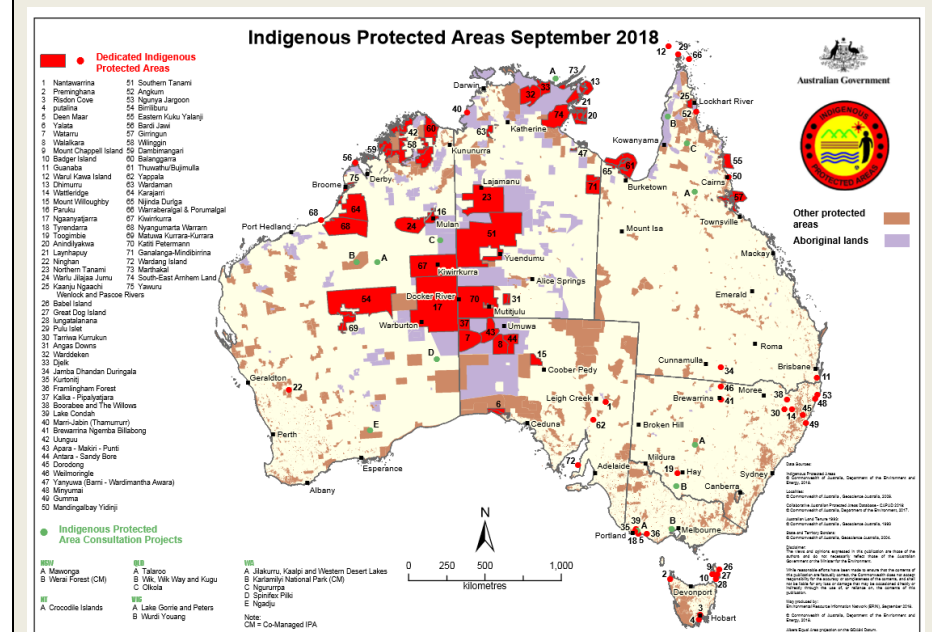 Indigenous Protected Areas September 2018
Australian Government
INDIGENOUS
PROTECTED AREAS
Dedicated Indigenous
Protected Areas
1 Nantawarrina
2 Preminghana
3 Risdon Cove
4 putalina
5 Deen Maar
6 Yalata
7 Watarru
8 Walalkara
9 Mount Chappell Island
10 Badger Island
11 Guanaba
12 Warul Kawa Island
13 Dhimurru
14 Wattleridge
15 Mount Willoughby
16 Paruku
17 Ngaanyatjarra
18 Tyrendarra
19 Toogimbie
20 Anindilyakwa
21 Laynhapuy
22 Ninghan
23 Northern Tanami
24 Warlu Jilajaa Jumu
25 Kaanju Ngaachi
Wenlock and Pascoe Rivers
26 Babel Island
27 Great Dog Island
28 lungatalanana
29 Pulu Islet
30 Tarriwa Kurrukun
31 Angas Downs
32 Warddeken
33 Djelk
34 Jamba Dhandan Duringala
35 Kurtonitj
36 Framlingham Forest
37 Kalka - Pipalyatjara
38 Boorabee and The Willows
39 Lake Condah
40 Marri-Jabin (Thamurrurr)
41 Brewarrina Ngemba Billabong
42 Uunguu
43 Apara - Makiri - Punti
44 Antara - Sandy Bore
45 Dorodong
46 Weilmoringle
47 Yanyuwa (Barni - Wardimantha Awara)
48 Minyumai
49 Gumma
50 Mandingalbay Yidinji
51 Southern Tanami
52 Angkum
53 Ngunya Jargoon
54 Birriliburu
55 Eastern Kuku Yalanji
56 Bardi Jawi
57 Girringun
58 Wilinggin
59 Dambimangari
60 Balanggarra
61 Thuwathu/Bujimulla
62 Yappala
63 Wardaman
64 Karajarri
65 Nijinda Durlga
66 Warraberalgal & Porumalgal
67 Kiwirrkurra
68 Nyangumarta Warrarn
69 Matuwa Kurrara-Kurrara
70 Katiti Petermann
71 Ganalanga-Mindibirrina
72 Wardang Island
73 Marthakal
74 South-East Arnhem Land
75 Yawuru
Indigenous Protected
Area Consultation Projects
NSW
A Mawonga
B Werai Forest (CM)
NT
A Crocodile Islands
QLD
A Talaroo
B Wik, Wik Way and Kugu
C Olkola
VIC
A Lake Gorrie and Peters
B Wurdi Youang
WA
A Jilakurru, Kaalpi and Western Desert Lakes
B Karlamilyi National Park (CM)
C Ngururrpa
D Spinifex Pilki
E Ngadju
Note:
CM = Co-Managed IPA
Other protected
areas
Aboriginal lands
N
0 250 500 1,000
kilometres
Darwin
Katherine
Kununurra
Derby
Broome
Port Hedland
Mulan
Lajamanu
Yuendumu
Kiwirrkurra
Alice Springs
Docker River
Mutitjulu
Warburton
Umuwa
Coober Pedy
Geraldton
Perth
Albany
Esperance
Ceduna
Leigh Creek
Adelaide
Broken Hill
Mildura
Hay
Portland
Melbourne
Devonport
Hobart
Canberra
Sydney
Moree
Brewarrina
Cunnamulla
Brisbane
Roma
Emerald
Mackay
Townsville
Cairns
Mount Isa
Burketown
Kowanyama
Lockhart River